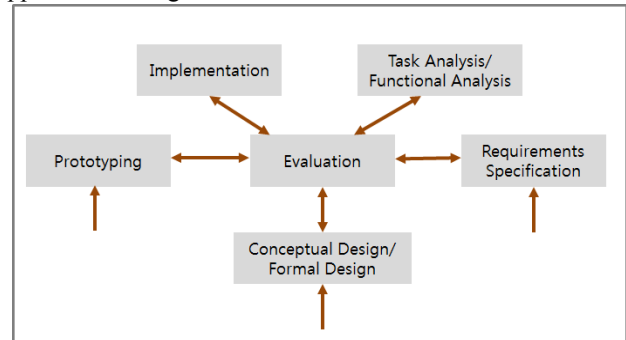 Implementation
Task Analysis/
Functional Analysis
Prototyping
Evaluation
Requirements
Specification
Conceptual Design/
Formal Design